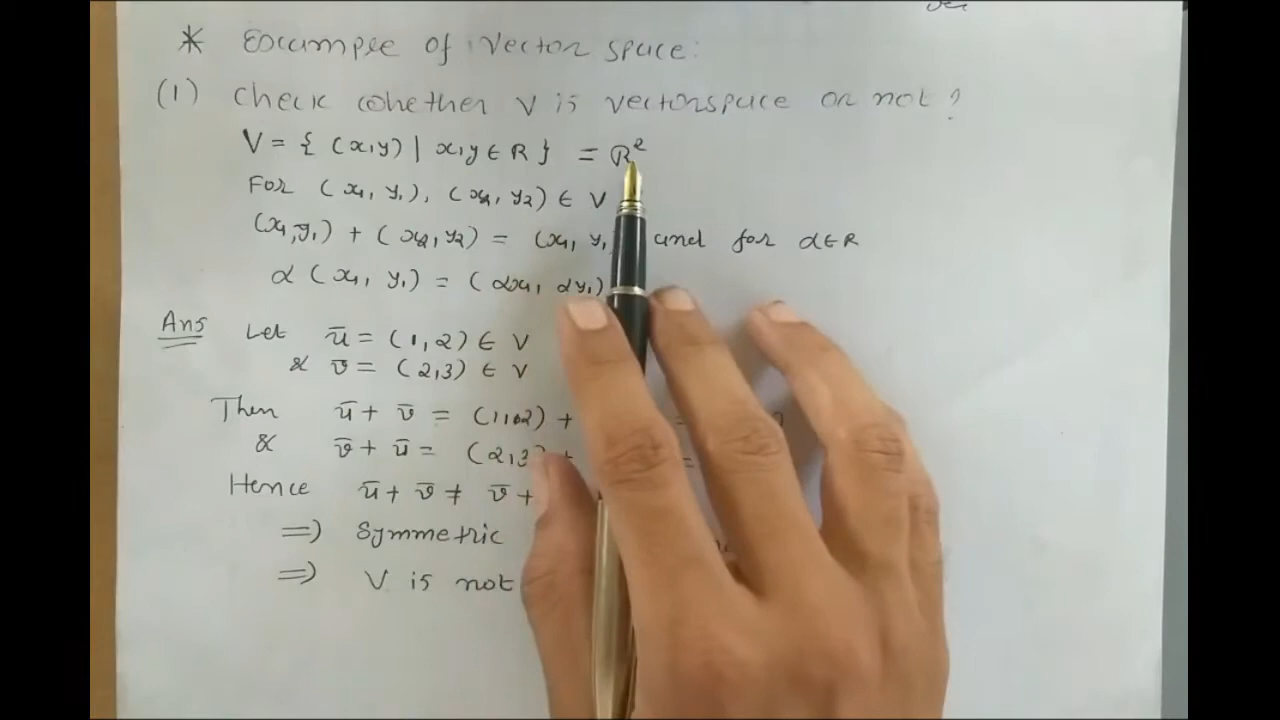 * Example of vector space:
(1) Check whether V is vectorspace or not?
V = { (x,y) | x,y ∈ R } = R²
For (x₁, y₁), (x₂, y₂) ∈ V
(x₁,y₁) + (x₂,y₂) = (x₁, y₁ and for α∈R
α (x₁, y₁) = (αx₁, αy₁)
Ans Let ū = (1,2) ∈ V
& v̄ = (2,3) ∈ V
Then ū + v̄ = (1,2) + =
& v̄ + ū = (2,3) + =
Hence ū + v̄ ≠ v̄ +
⇒ Symmetric
⇒ V is not